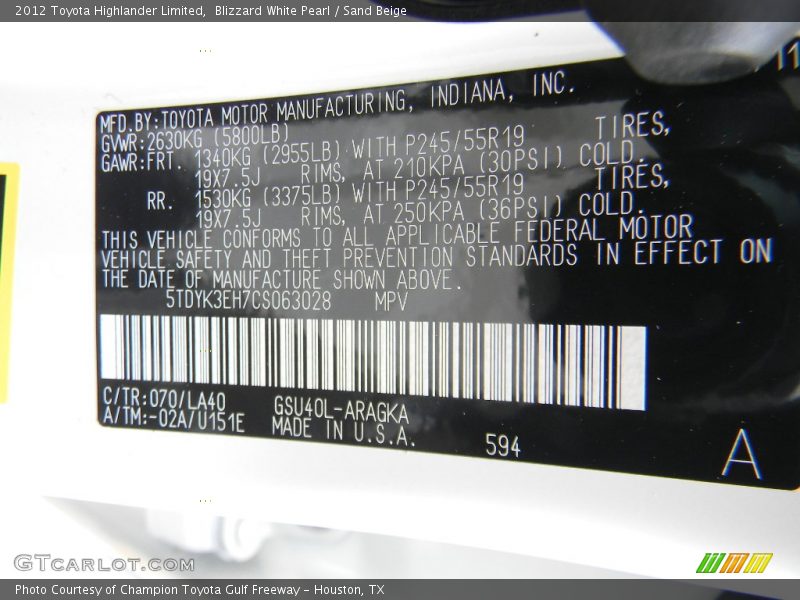 2012 Toyota Highlander Limited,  Blizzard White Pearl / Sand Beige
11
MFD.BY:TOYOTA MOTOR MANUFACTURING, INDIANA, INC.
GVWR:2630KG (5800LB)
GAWR:FRT. 1340KG (2955LB) WITH P245/55R19 TIRES,
19X7.5J RIMS, AT 210KPA (30PSI) COLD.
RR. 1530KG (3375LB) WITH P245/55R19 TIRES,
19X7.5J RIMS, AT 250KPA (36PSI) COLD.
THIS VEHICLE CONFORMS TO ALL APPLICABLE FEDERAL MOTOR
VEHICLE SAFETY AND THEFT PREVENTION STANDARDS IN EFFECT ON
THE DATE OF MANUFACTURE SHOWN ABOVE.
5TDYK3EH7CS063028 MPV
C/TR:070/LA40 GSU40L-ARAGKA
A/TM:-02A/U151E MADE IN U.S.A.
594
A
GTCARLOT.COM
Photo Courtesy of Champion Toyota Gulf Freeway - Houston, TX